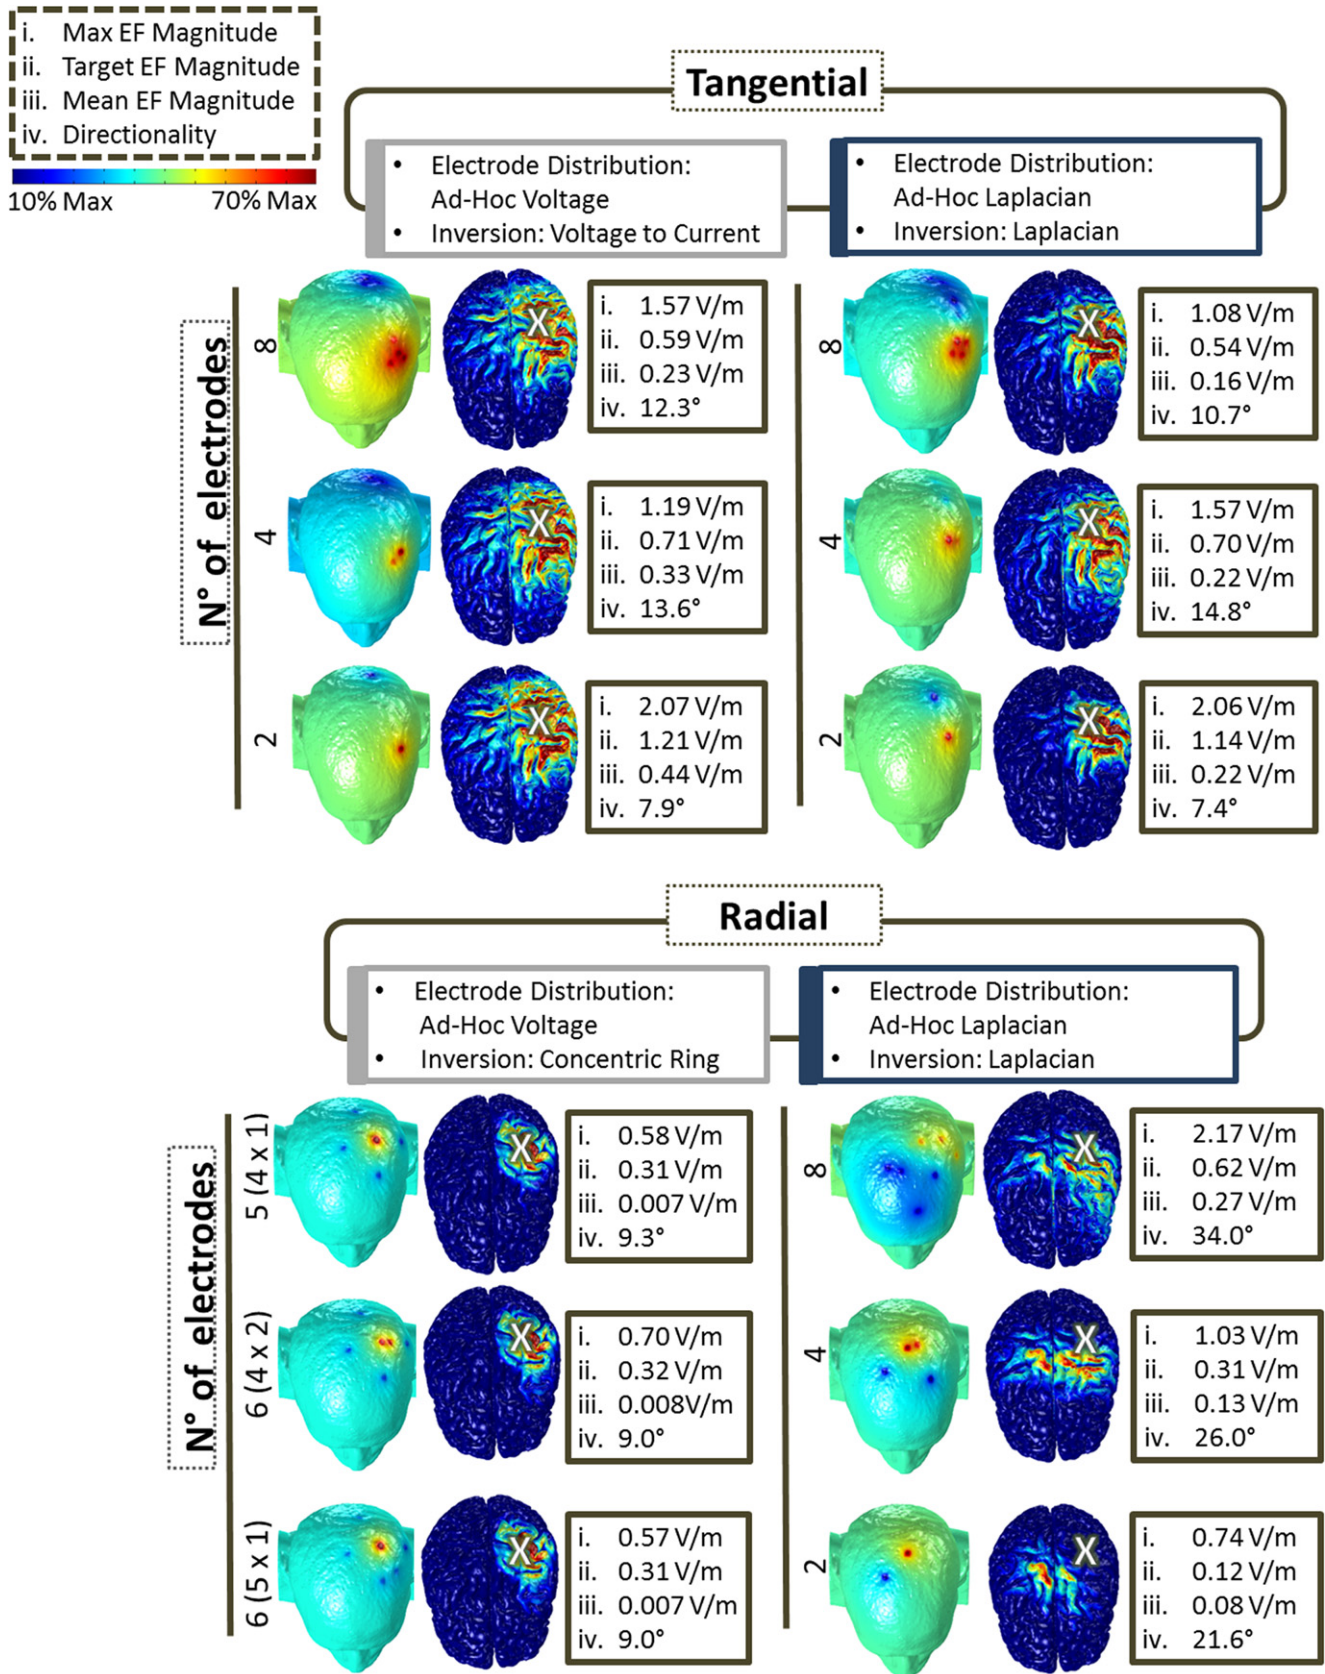 i. Max EF Magnitude
ii. Target EF Magnitude
iii. Mean EF Magnitude
iv. Directionality
10% Max 70% Max
Tangential
• Electrode Distribution:
Ad-Hoc Voltage
• Inversion: Voltage to Current
• Electrode Distribution:
Ad-Hoc Laplacian
• Inversion: Laplacian
N° of electrodes
8
X
i. 1.57 V/m
ii. 0.59 V/m
iii. 0.23 V/m
iv. 12.3°
8
X
i. 1.08 V/m
ii. 0.54 V/m
iii. 0.16 V/m
iv. 10.7°
4
X
i. 1.19 V/m
ii. 0.71 V/m
iii. 0.33 V/m
iv. 13.6°
4
X
i. 1.57 V/m
ii. 0.70 V/m
iii. 0.22 V/m
iv. 14.8°
2
X
i. 2.07 V/m
ii. 1.21 V/m
iii. 0.44 V/m
iv. 7.9°
2
X
i. 2.06 V/m
ii. 1.14 V/m
iii. 0.22 V/m
iv. 7.4°
Radial
• Electrode Distribution:
Ad-Hoc Voltage
• Inversion: Concentric Ring
• Electrode Distribution:
Ad-Hoc Laplacian
• Inversion: Laplacian
N° of electrodes
5 (4 x 1)
X
i. 0.58 V/m
ii. 0.31 V/m
iii. 0.007 V/m
iv. 9.3°
8
X
i. 2.17 V/m
ii. 0.62 V/m
iii. 0.27 V/m
iv. 34.0°
6 (4 x 2)
X
i. 0.70 V/m
ii. 0.32 V/m
iii. 0.008V/m
iv. 9.0°
4
X
i. 1.03 V/m
ii. 0.31 V/m
iii. 0.13 V/m
iv. 26.0°
6 (5 x 1)
X
i. 0.57 V/m
ii. 0.31 V/m
iii. 0.007 V/m
iv. 9.0°
2
X
i. 0.74 V/m
ii. 0.12 V/m
iii. 0.08 V/m
iv. 21.6°